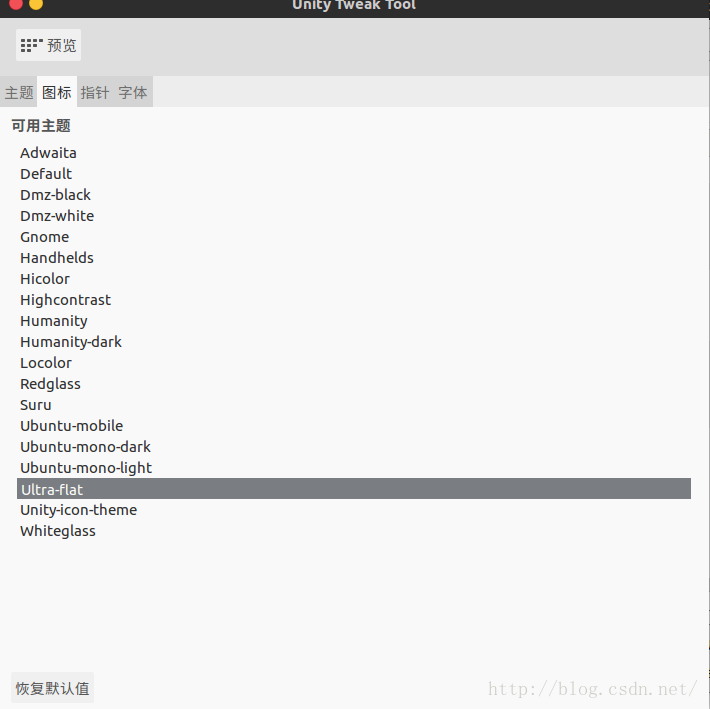 Unity Tweak Tool
预览
主题 图标 指针 字体
可用主题
Adwaita
Default
Dmz-black
Dmz-white
Gnome
Handhelds
Hicolor
Highcontrast
Humanity
Humanity-dark
Locolor
Redglass
Suru
Ubuntu-mobile
Ubuntu-mono-dark
Ubuntu-mono-light
Ultra-flat
Unity-icon-theme
Whiteglass
恢复默认值
http://blog.csdn.net/